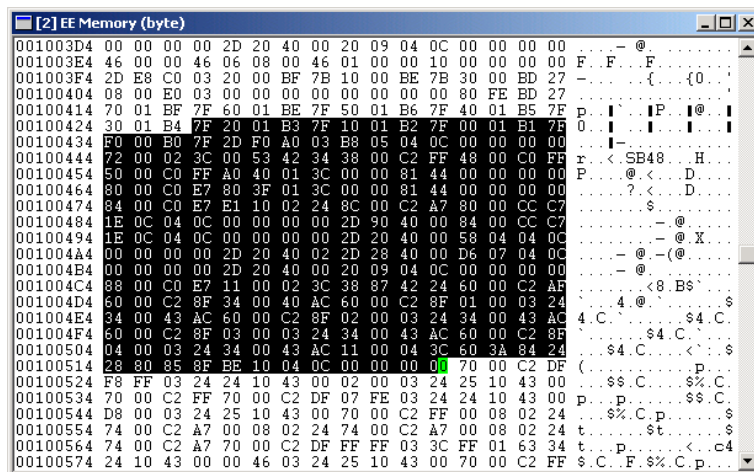 [2] EE Memory (byte)
001003D4 00 00 00 00 2D 20 40 00 20 09 04 0C 00 00 00 00 ....- @. .......
001003E4 46 00 00 46 06 08 00 46 01 00 00 10 00 00 00 00 F..F...F........
001003F4 2D E8 C0 03 20 00 BF 7B 10 00 BE 7B 30 00 BD 27 -... ..{...{0..'
00100404 08 00 E0 03 00 00 00 00 00 00 00 00 80 FE BD 27 ...............'
00100414 70 01 BF 7F 60 01 BE 7F 50 01 B6 7F 40 01 B5 7F
00100424 30 01 B4 7F 20 01 B3 7F 10 01 B2 7F 00 01 B1 7F
00100434 F0 00 B0 7F 2D F0 A0 03 B8 05 04 0C 00 00 00 00
00100444 72 00 02 3C 00 53 42 34 38 00 C2 FF 48 00 C0 FF r..<.SB48...H...
00100454 50 00 C0 FF A0 40 01 3C 00 00 81 44 00 00 00 00 P....@.<...D....
00100464 80 00 C0 E7 80 3F 01 3C 00 00 81 44 00 00 00 00 .....?.<...D....
00100474 84 00 C0 E7 E1 10 02 24 8C 00 C2 A7 80 00 CC C7 .......$........
00100484 1E 0C 04 0C 00 00 00 00 2D 90 40 00 84 00 CC C7 ........-.@.....
00100494 1E 0C 04 0C 00 00 00 00 2D 20 40 00 58 04 04 0C ........- @.X...
001004A4 00 00 00 00 2D 20 40 02 2D 28 40 00 D6 07 04 0C ....- @.-(@.....
001004B4 00 00 00 00 2D 20 40 00 20 09 04 0C 00 00 00 00 ....- @. .......
001004C4 88 00 C0 E7 11 00 02 3C 38 87 42 24 60 00 C2 AF .......<8.B$`...
001004D4 60 00 C2 8F 34 00 40 AC 60 00 C2 8F 01 00 03 24 `...4.@.`......$
001004E4 34 00 43 AC 60 00 C2 8F 02 00 03 24 34 00 43 AC 4.C.`......$4.C.
001004F4 60 00 C2 8F 03 00 03 24 34 00 43 AC 60 00 C2 8F `......$4.C.`...
00100504 04 00 03 24 34 00 43 AC 11 00 04 3C 60 3A 84 24 ...$4.C....<`:.$
00100514 28 80 85 8F BE 10 04 0C 00 00 00 00 70 00 C2 DF (...........p...
00100524 F8 FF 03 24 24 10 43 00 02 00 03 24 25 10 43 00 ...$$.C....$%.C.
00100534 70 00 C2 FF 70 00 C2 DF 07 FE 03 24 24 10 43 00 p...p......$$.C.
00100544 D8 00 03 24 25 10 43 00 70 00 C2 FF 00 08 02 24 ...$%.C.p......$
00100554 74 00 C2 A7 00 08 02 24 74 00 C2 A7 00 08 02 24 t......$t......$
00100564 74 00 C2 A7 70 00 C2 DF FF FF 03 3C FF 01 63 34 t...p......<..c4
00100574 24 10 43 00 00 46 03 24 25 10 43 00 70 00 C2 FF $.C..F.$%.C.p...